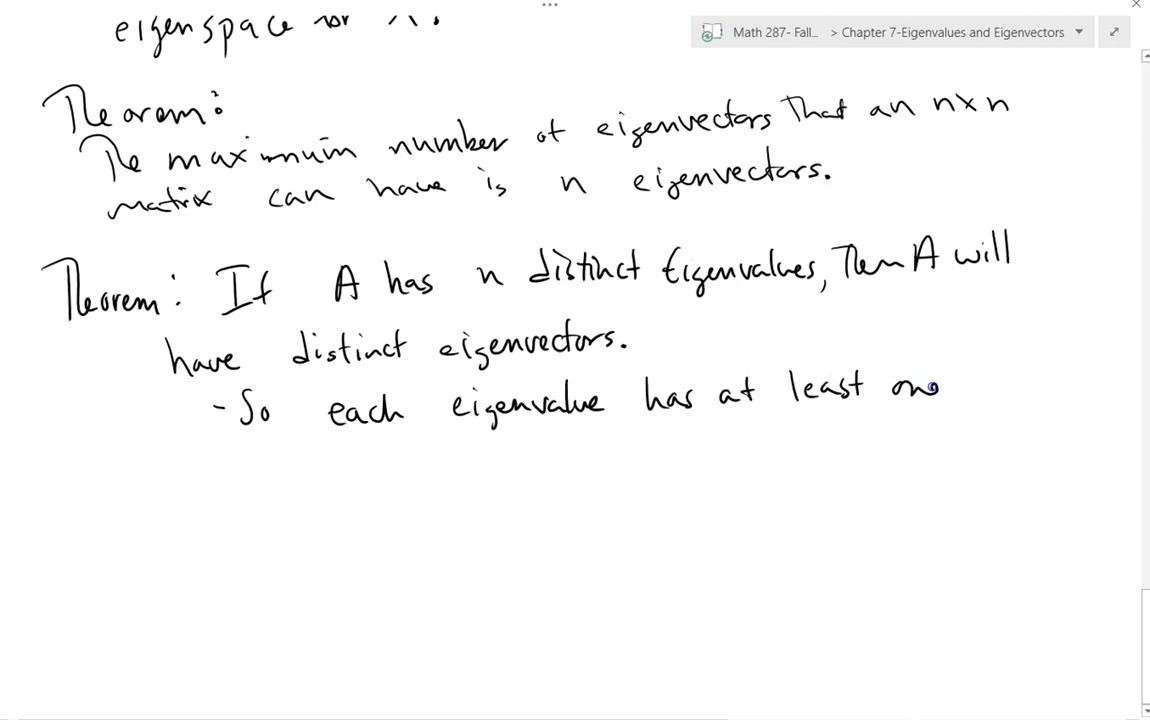 eigenspace for
Math 287- Fall... > Chapter 7-Eigenvalues and Eigenvectors
Theorem:
The maximum number of eigenvectors That an n×n
matrix can have is n eigenvectors.
Theorem: If A has n distinct Eigenvalues, Then A will
have distinct eigenvectors.
- So each eigenvalue has at least one